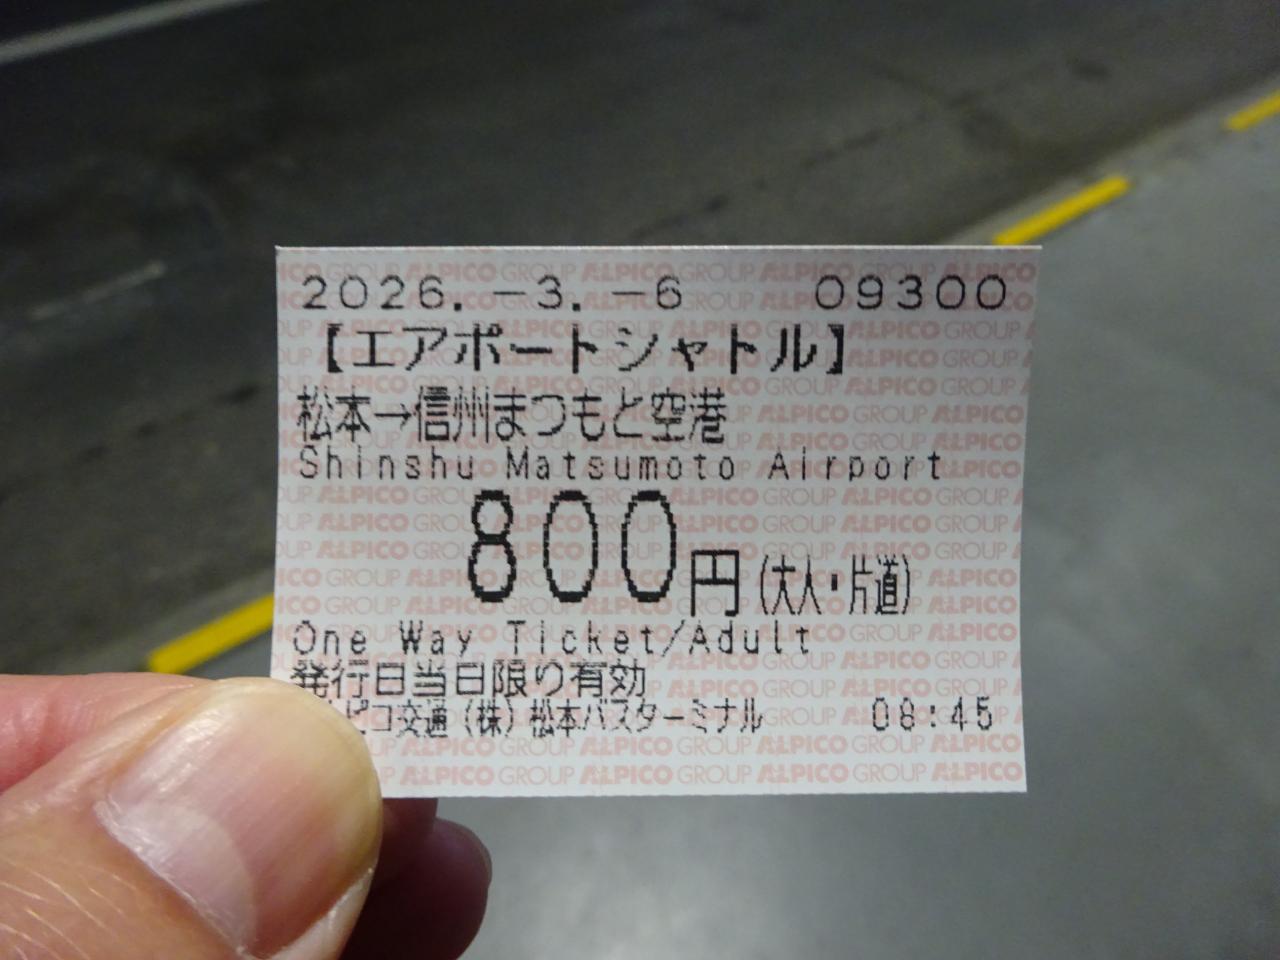 2026.-3.-6 09300
【エアポートシャトル】
松本→信州まつもと空港
Shinshu Matsumoto Airport
800円(大人・片道)
One Way Ticket/Adult
発行日当日限り有効
ピコ交通(株)松本バスターミナル 08:45
ALPICO GROUP